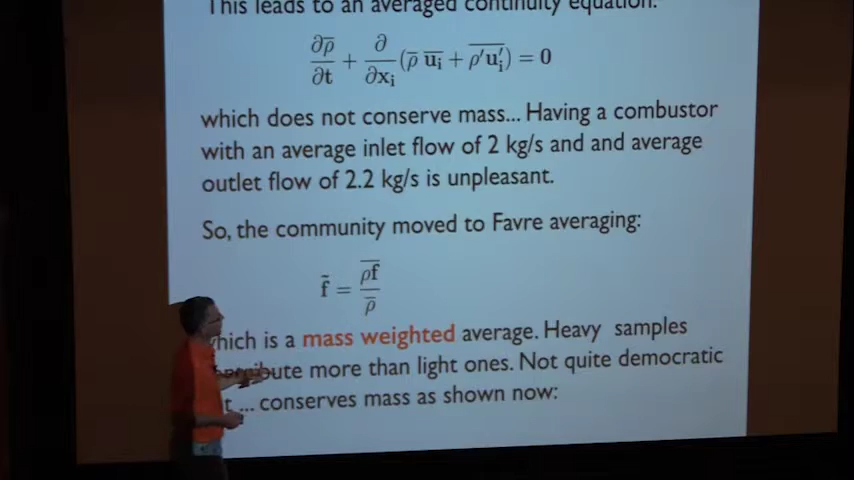 This leads to an averaged continuity equation:
∂ρ̅/∂t + ∂/∂xᵢ (ρ̅ u̅ᵢ + \overline{ρ′u′ᵢ}) = 0
which does not conserve mass... Having a combustor
with an average inlet flow of 2 kg/s and and average
outlet flow of 2.2 kg/s is unpleasant.
So, the community moved to Favre averaging:
f̃ = \overline{ρf}/ρ̅
hich is a mass weighted average. Heavy samples
bute more than light ones. Not quite democratic
t ... conserves mass as shown now: